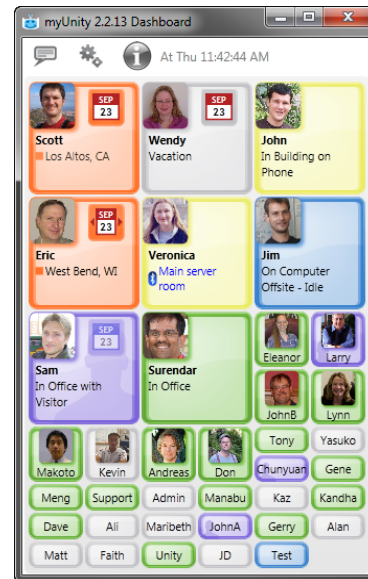 myUnity 2.2.13 Dashboard
At Thu 11:42:44 AM
SEP
23
Scott
Los Altos, CA
SEP
23
Wendy
Vacation
John
In Building on
Phone
SEP
23
Eric
West Bend, WI
Veronica
Main server
room
Jim
On Computer
Offsite - Idle
SEP
23
Sam
In Office with
Visitor
Surendar
In Office
Eleanor
Larry
JohnB
Lynn
Makoto
Kevin
Andreas
Don
Tony
Yasuko
Chunyuan
Gene
Meng
Support
Admin
Manabu
Kaz
Kandha
Dave
Ali
Maribeth
JohnA
Gerry
Alan
Matt
Faith
Unity
JD
Test